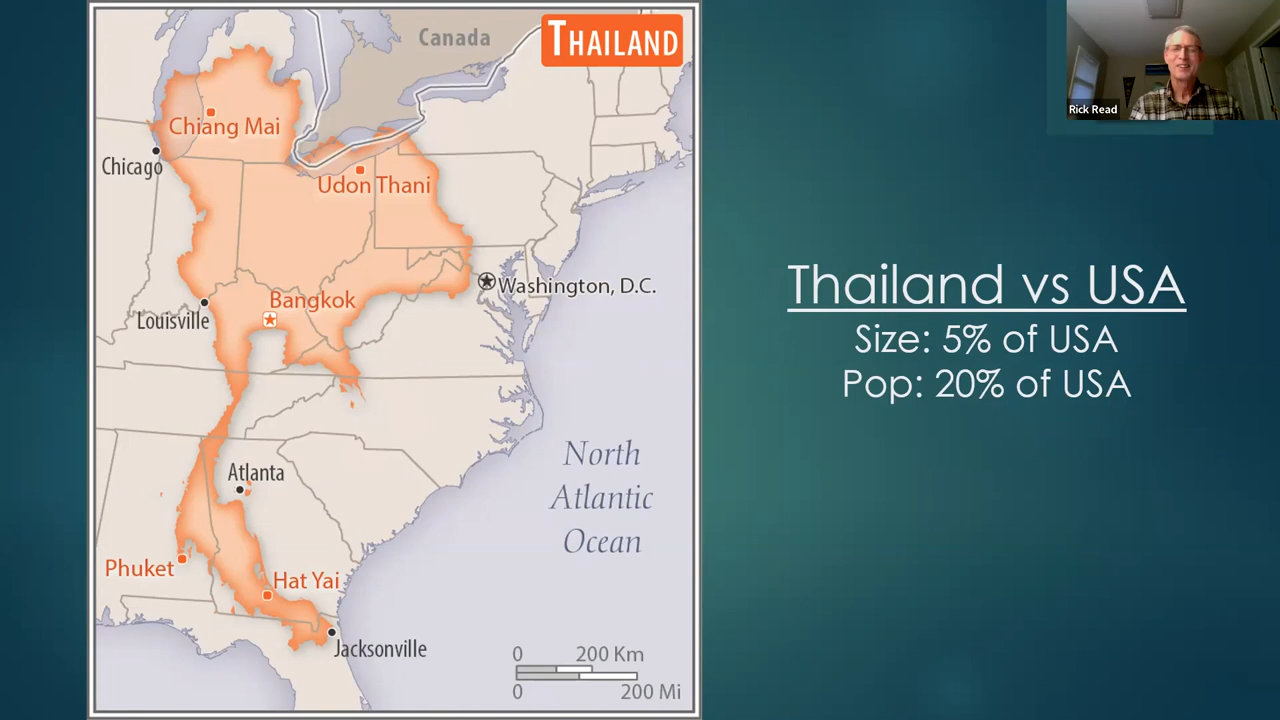 Canada
THAILAND
Rick Read
Chiang Mai
Chicago
Udon Thani
Washington, D.C.
Bangkok
Louisville
Thailand vs USA
Size: 5% of USA
Pop: 20% of USA
North
Atlantic
Ocean
Atlanta
Phuket
Hat Yai
Jacksonville
0 200 Km
0 200 Mi